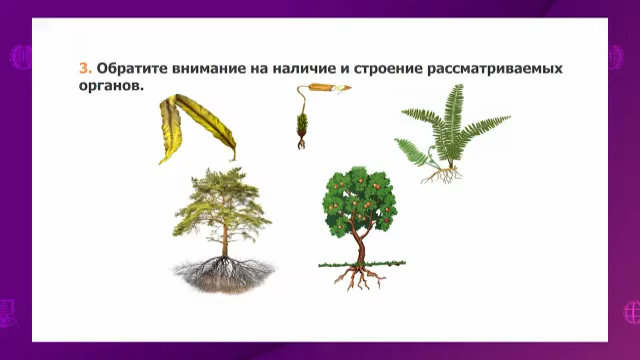 3. Обратите внимание на наличие и строение рассматриваемых
органов.